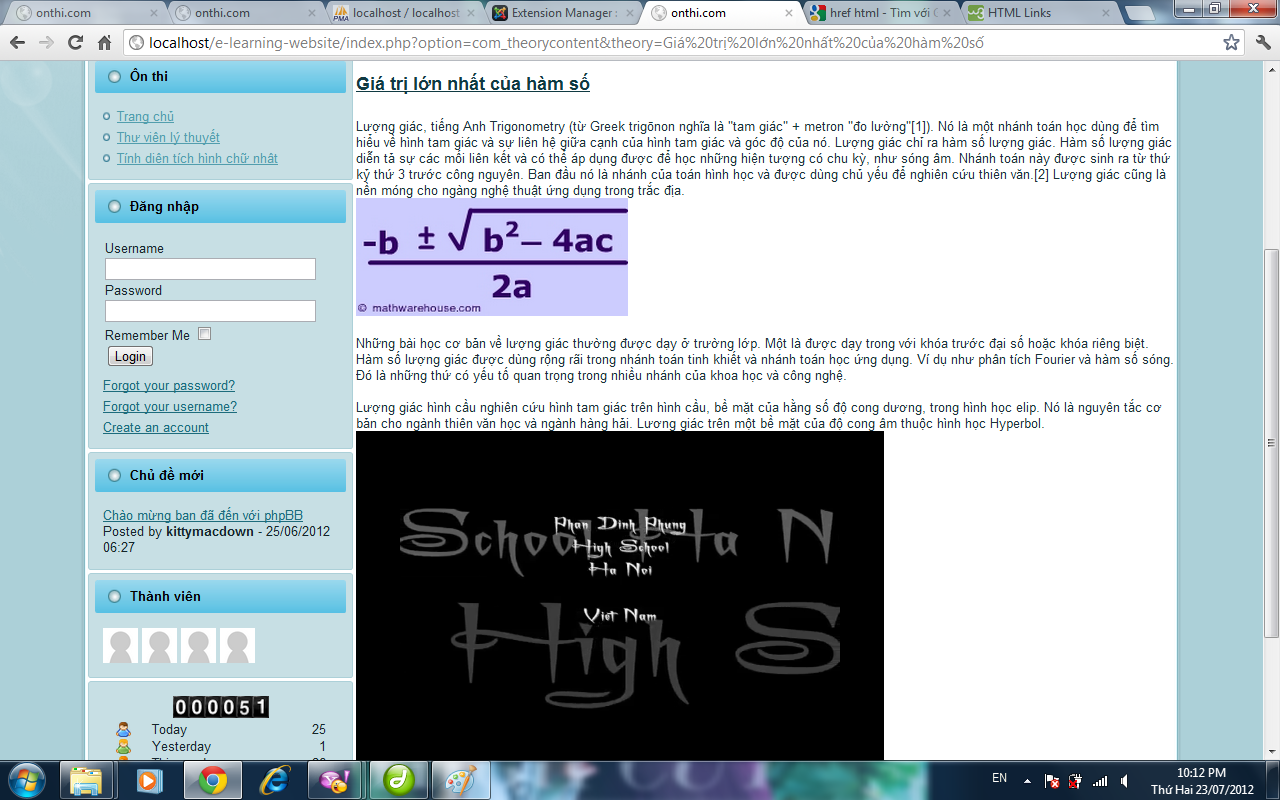 onthi.com
onthi.com
localhost / localhost
Extension Manager :
onthi.com
href html - Tìm với G
HTML Links
localhost/e-learning-website/index.php?option=com_theorycontent&theory=Giá%20trị%20lớn%20nhất%20của%20hàm%20số
Ôn thi
Trang chủ
Thư viên lý thuyết
Tính diên tích hình chữ nhât
Đăng nhập
Username
Password
Remember Me
Login
Forgot your password?
Forgot your username?
Create an account
Chủ đề mới
Chào mừng ban đã đến với phpBB
Posted by kittymacdown - 25/06/2012
06:27
Thành viên
000051
Today 25
Yesterday 1
Giá trị lớn nhất của hàm số
Lượng giác, tiếng Anh Trigonometry (từ Greek trigōnon nghĩa là "tam giác" + metron "đo lường"[1]). Nó là một nhánh toán học dùng để tìm
hiểu về hình tam giác và sự liên hệ giữa cạnh của hình tam giác và góc độ của nó. Lượng giác chỉ ra hàm số lượng giác. Hàm số lượng giác
diễn tả sự các mối liên kết và có thể áp dụng được để học những hiện tượng có chu kỳ, như sóng âm. Nhánh toán này được sinh ra từ thứ
kỷ thứ 3 trước công nguyên. Ban đầu nó là nhánh của toán hình học và được dùng chủ yếu để nghiên cứu thiên văn.[2] Lượng giác cũng là
nền móng cho ngàng nghệ thuật ứng dụng trong trắc địa.
-b ± √b²– 4ac
2a
© mathwarehouse.com
Những bài học cơ bản về lượng giác thường được dạy ở trường lớp. Một là được dạy trong với khóa trước đại số hoặc khóa riêng biệt.
Hàm số lượng giác được dùng rộng rãi trong nhánh toán tinh khiết và nhánh toán học ứng dụng. Ví dụ như phân tích Fourier và hàm số sóng.
Đó là những thứ có yếu tố quan trọng trong nhiều nhánh của khoa học và công nghệ.
Lượng giác hình cầu nghiên cứu hình tam giác trên hình cầu, bề mặt của hằng số độ cong dương, trong hình học elip. Nó là nguyên tắc cơ
bản cho ngành thiên văn học và ngành hàng hải. Lương giác trên một bề mặt của độ cong âm thuộc hình học Hyperbol.
School Ha N
Phan Dinh Phung
High School
Ha Noi
Viet Nam
High S
EN
10:12 PM
Thứ Hai 23/07/2012